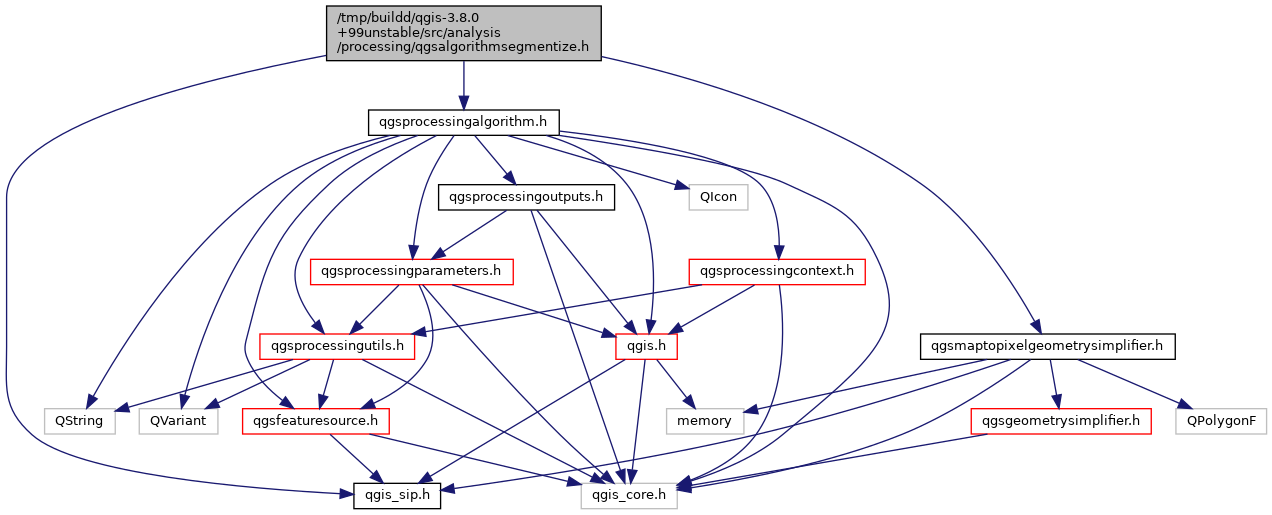 /tmp/buildd/qgis-3.8.0
+99unstable/src/analysis
/processing/qgsalgorithmsegmentize.h
qgsprocessingalgorithm.h
qgsprocessingoutputs.h
QIcon
qgsprocessingparameters.h
qgsprocessingcontext.h
qgsprocessingutils.h
qgis.h
qgsmaptopixelgeometrysimplifier.h
QString
QVariant
qgsfeaturesource.h
memory
qgsgeometrysimplifier.h
QPolygonF
qgis_sip.h
qgis_core.h